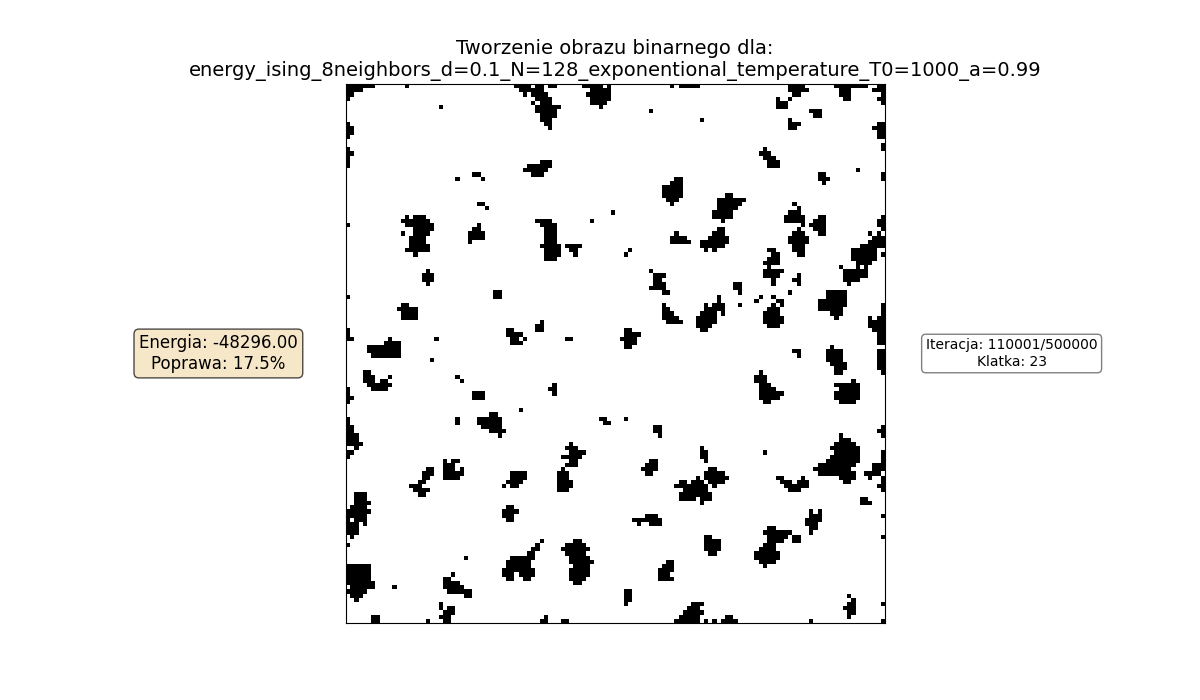 Tworzenie obrazu binarnego dla:
energy_ising_8neighbors_d=0.1_N=128_exponentional_temperature_T0=1000_a=0.99
Energia: -48296.00
Poprawa: 17.5%
Iteracja: 110001/500000
Klatka: 23